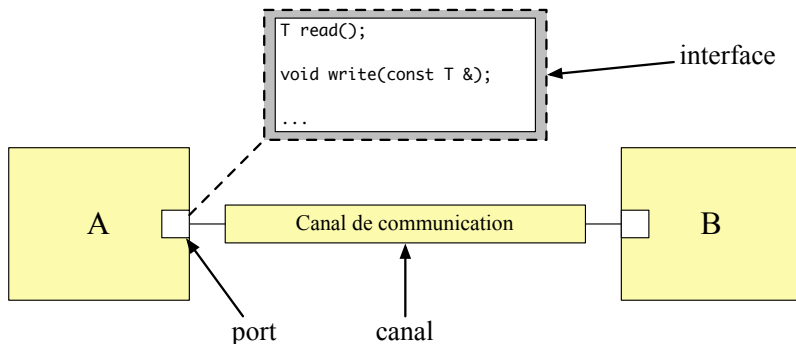 T read();
void write(const T &);
...
interface
A
Canal de communication
B
port
canal